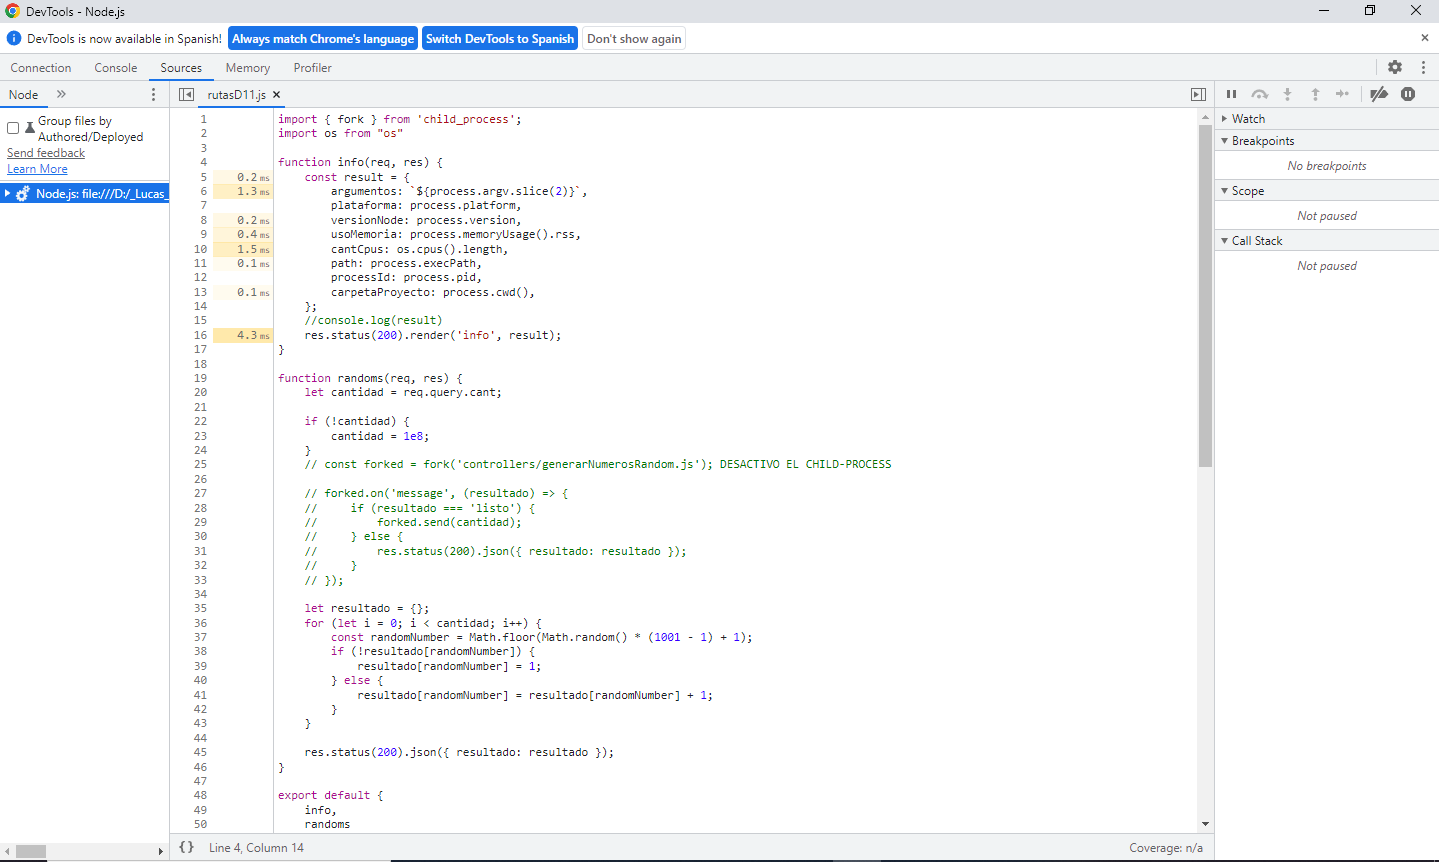 DevTools - Node.js
DevTools is now available in Spanish! Always match Chrome's language Switch DevTools to Spanish Don't show again
Connection Console Sources Memory Profiler
Node
Group files by Authored/Deployed
Send feedback
Learn More
Node.js: file:///D:/_Lucas_
rutasD11.js
1 import { fork } from 'child_process';
2 import os from "os"
3
4 function info(req, res) {
5 0.2 ms const result = {
6 1.3 ms argumentos: `${process.argv.slice(2)}`,
7 plataforma: process.platform,
8 0.2 ms versionNode: process.version,
9 0.4 ms usoMemoria: process.memoryUsage().rss,
10 1.5 ms cantCpus: os.cpus().length,
11 0.1 ms path: process.execPath,
12 processId: process.pid,
13 0.1 ms carpetaProyecto: process.cwd(),
14 };
15 //console.log(result)
16 4.3 ms res.status(200).render('info', result);
17 }
18
19 function randoms(req, res) {
20 let cantidad = req.query.cant;
21
22 if (!cantidad) {
23 cantidad = 1e8;
24 }
25 // const forked = fork('controllers/generarNumerosRandom.js'); DESACTIVO EL CHILD-PROCESS
26
27 // forked.on('message', (resultado) => {
28 // if (resultado === 'listo') {
29 // forked.send(cantidad);
30 // } else {
31 // res.status(200).json({ resultado: resultado });
32 // }
33 // });
34
35 let resultado = {};
36 for (let i = 0; i < cantidad; i++) {
37 const randomNumber = Math.floor(Math.random() * (1001 - 1) + 1);
38 if (!resultado[randomNumber]) {
39 resultado[randomNumber] = 1;
40 } else {
41 resultado[randomNumber] = resultado[randomNumber] + 1;
42 }
43 }
44
45 res.status(200).json({ resultado: resultado });
46 }
47
48 export default {
49 info,
50 randoms
{} Line 4, Column 14 Coverage: n/a
Watch
Breakpoints
No breakpoints
Scope
Not paused
Call Stack
Not paused